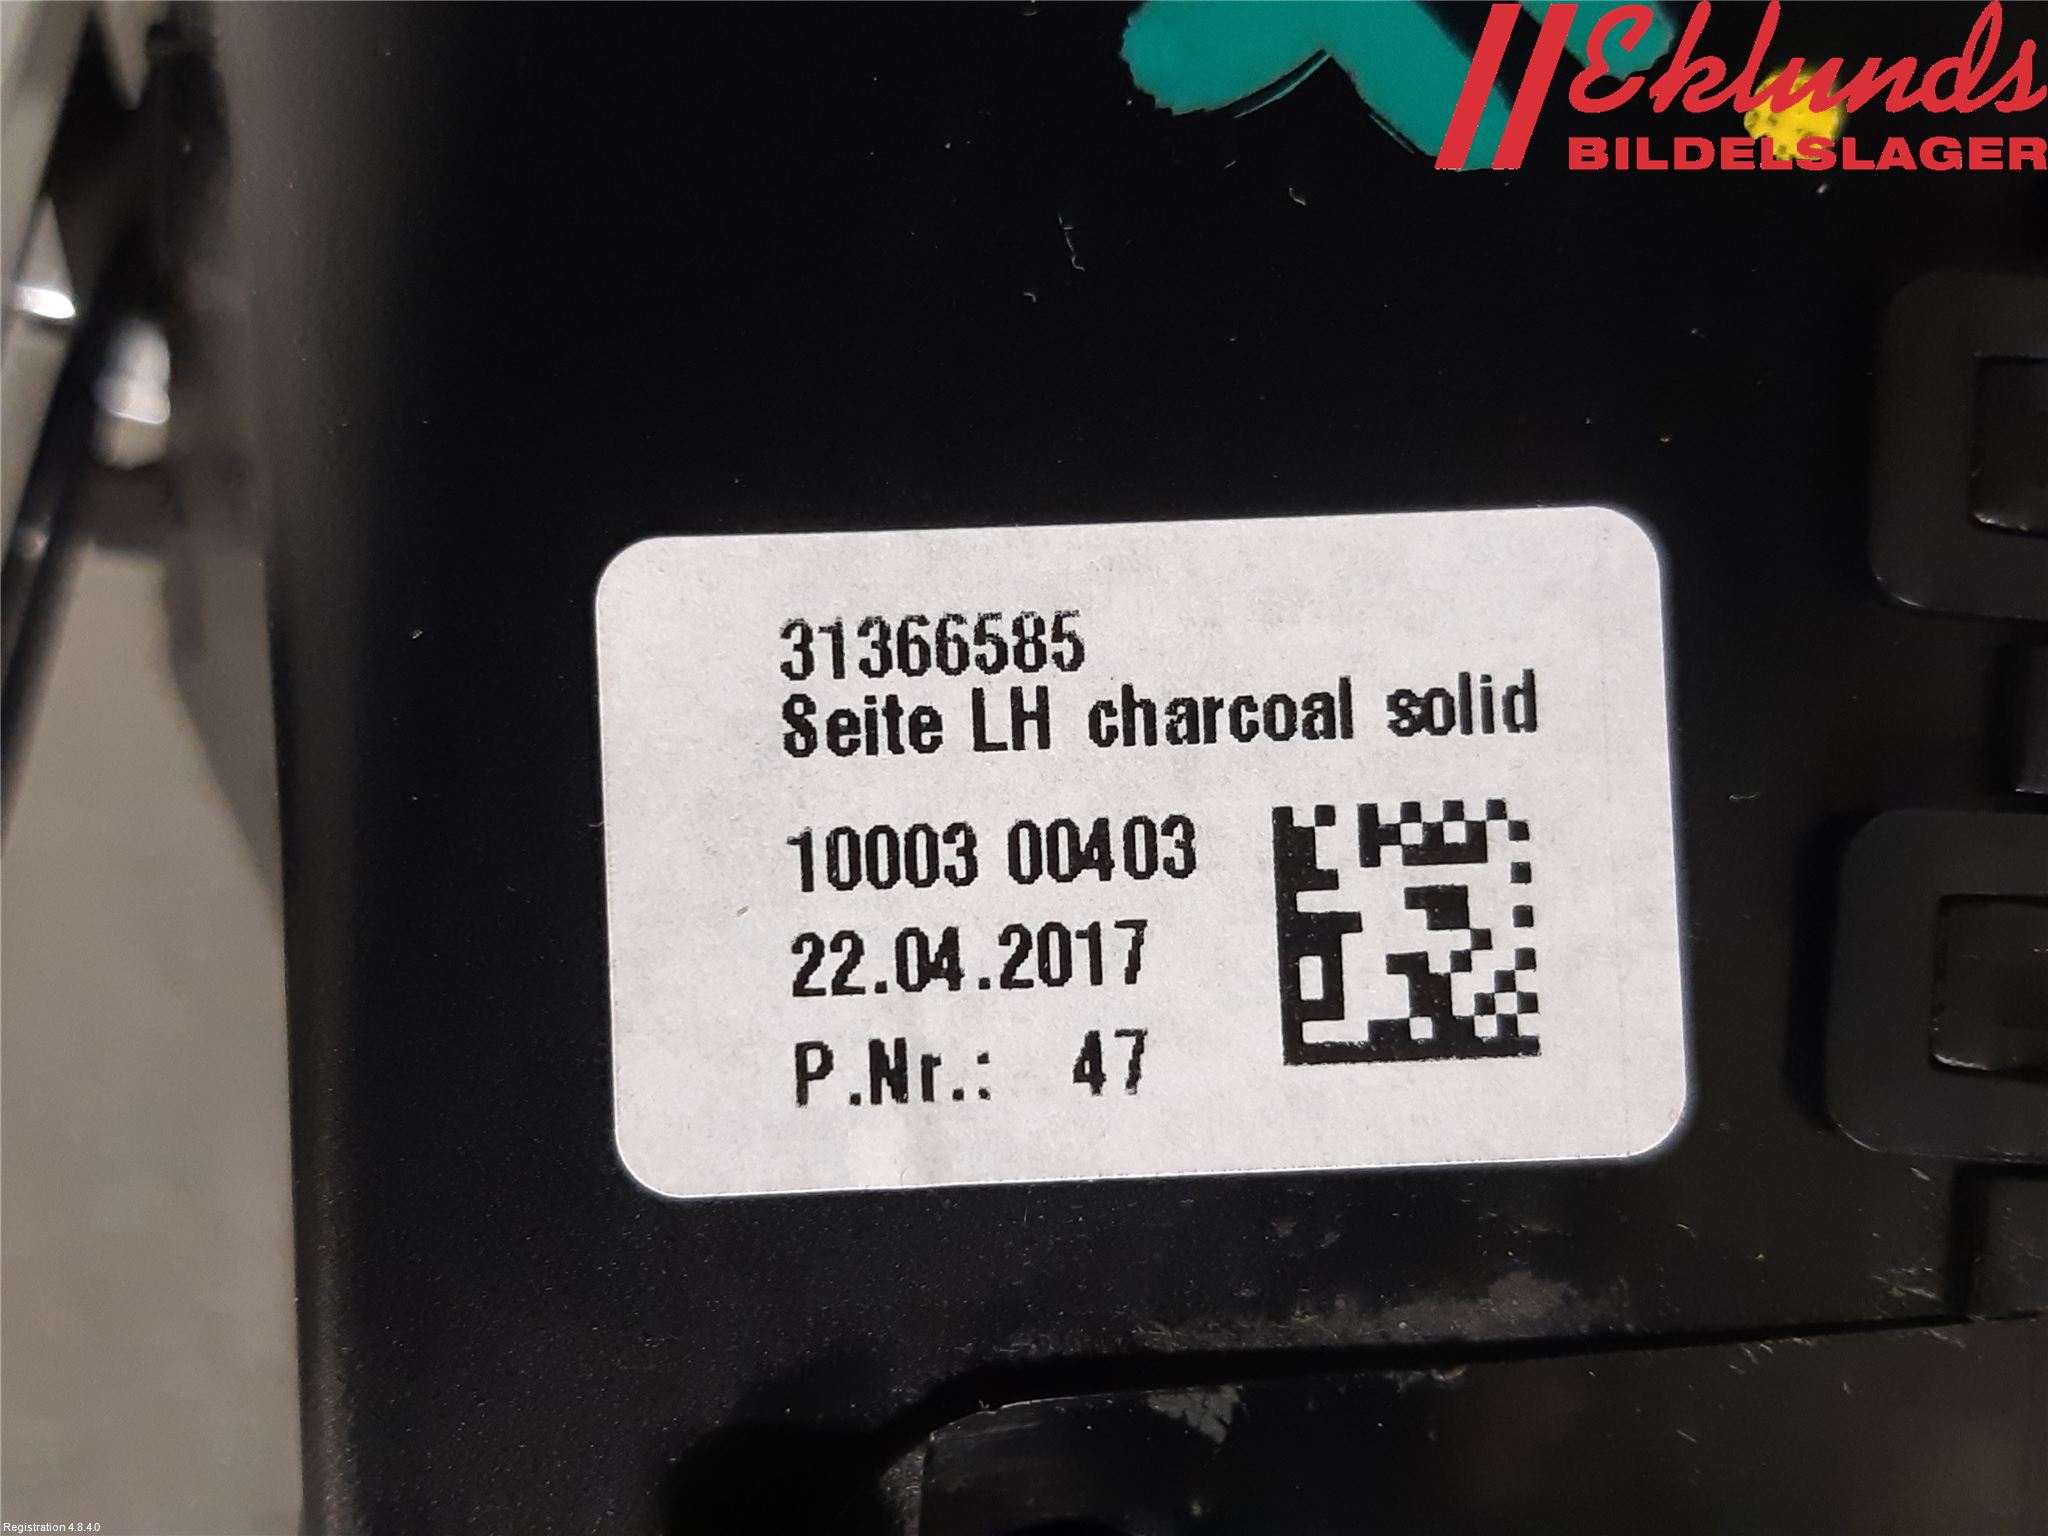 Eklunds
BILDELSLAGER
31366585
Seite LH charcoal solid
10003 00403
22.04.2017
P.Nr.: 47
Registration 4.8.4.0